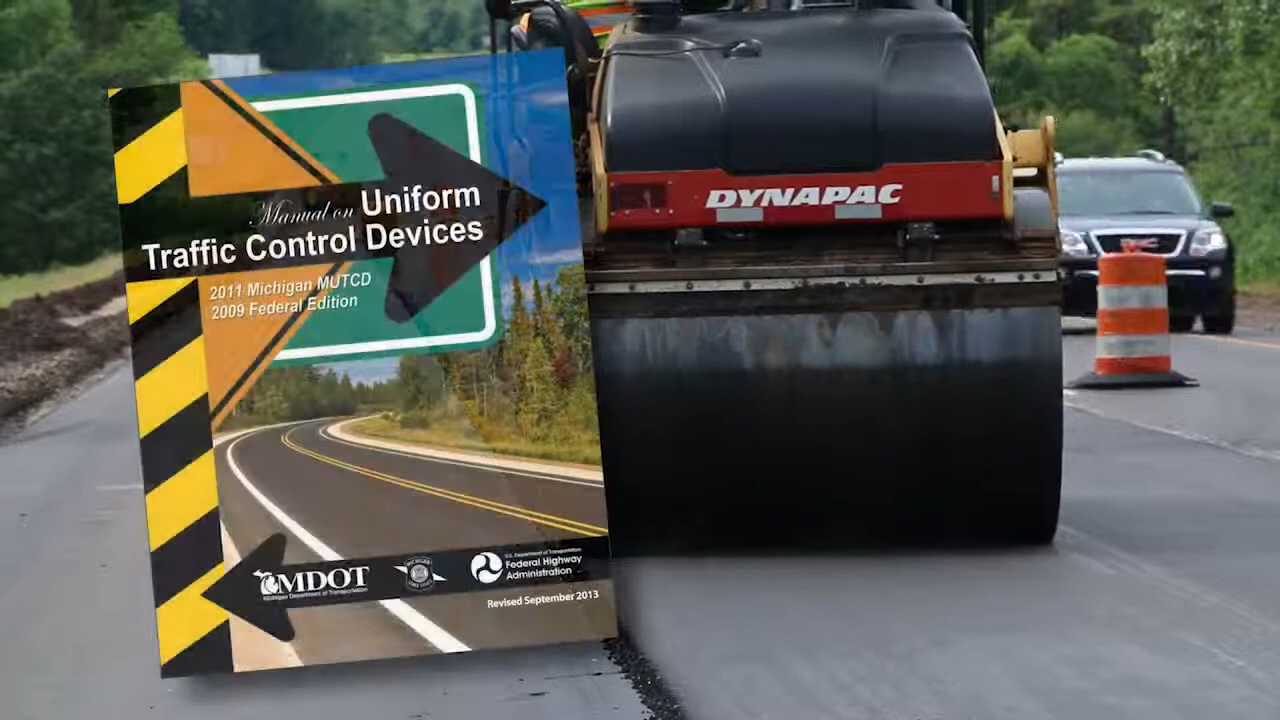 Manual on Uniform
Traffic Control Devices
2011 Michigan MUTCD
2009 Federal Edition
MDOT
Michigan Department of Transportation
U.S. Department of Transportation
Federal Highway
Administration
Revised September 2013
DYNAPAC
GMC